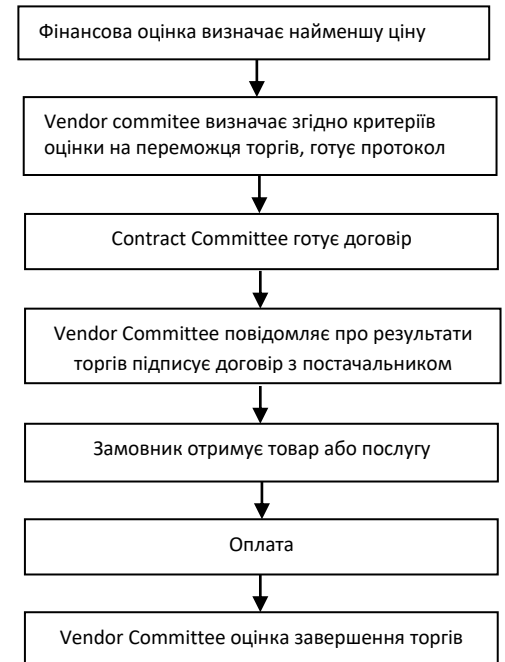 Фінансова оцінка визначає найменшу ціну
Vendor commitee визначає згідно критеріїв
оцінки на переможця торгів, готує протокол
Contract Committee готує договір
Vendor Committee повідомляє про результати
торгів підписує договір з постачальником
Замовник отримує товар або послугу
Оплата
Vendor Committee оцінка завершення торгів